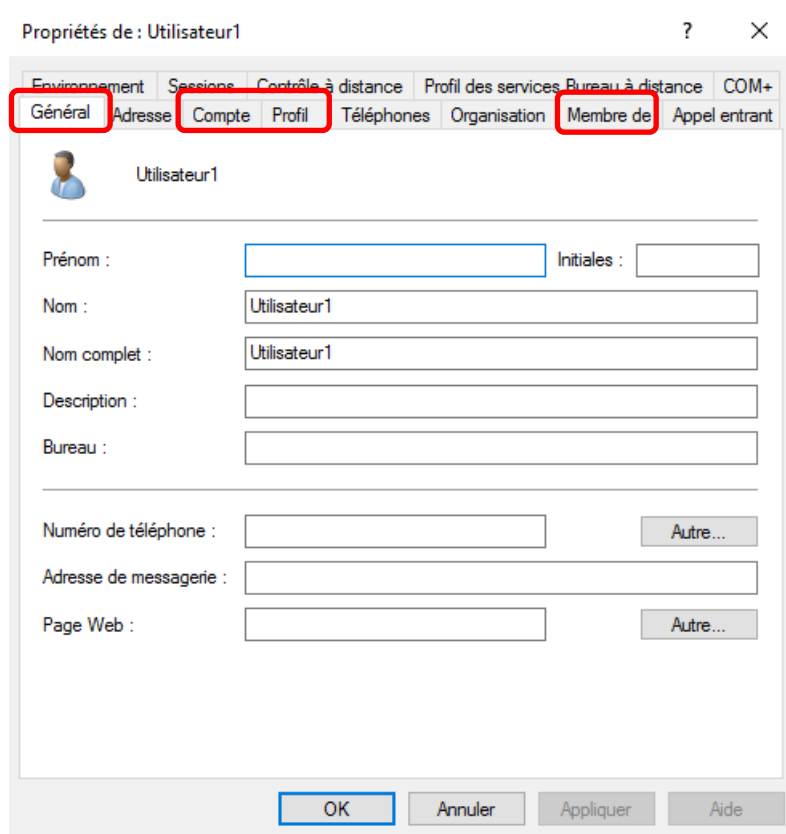 Propriétés de : Utilisateur1 ?
Environnement Sessions Contrôle à distance Profil des services Bureau à distance COM+
Général Adresse Compte Profil Téléphones Organisation Membre de Appel entrant
Utilisateur1
Prénom : Initiales :
Nom : Utilisateur1
Nom complet : Utilisateur1
Description :
Bureau :
Numéro de téléphone : Autre...
Adresse de messagerie :
Page Web : Autre...
OK Annuler Appliquer Aide